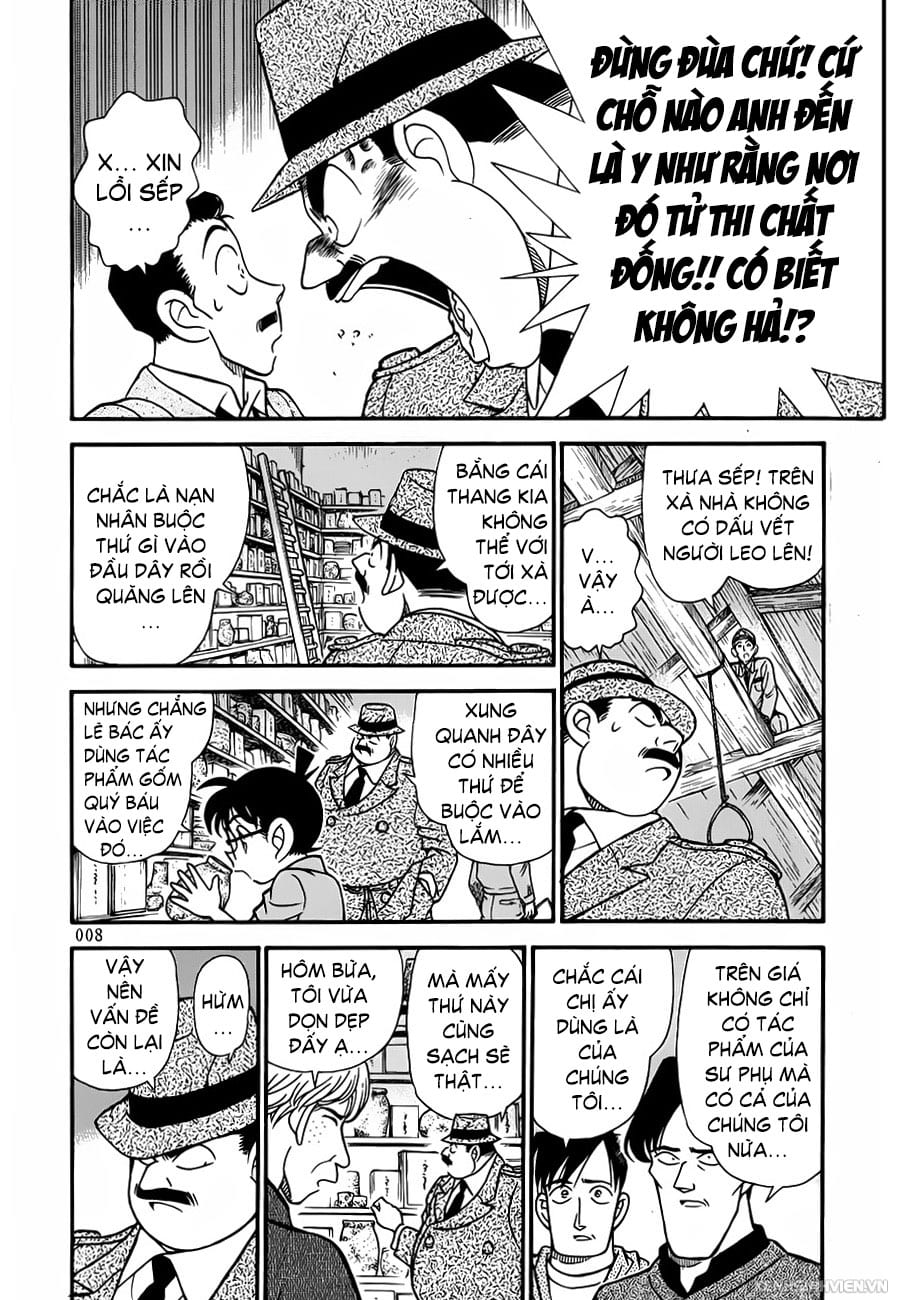 ĐỪNG ĐÙA CHỨ! CỨ
CHỖ NÀO ANH ĐẾN
LÀ Y NHƯ RẰNG NƠI
ĐÓ TỬ THI CHẤT
ĐỐNG!! CÓ BIẾT
KHÔNG HẢ!?
X... XIN
LỒI SẾP
...
THƯA SẾP! TRÊN
XÀ NHÀ KHÔNG
CÓ DẤU VẾT
NGƯỜI LEO LÊN!
V...
VẬY
À...
BẰNG CÁI
THANG KIA
KHÔNG
THỂ VỚI
TỚI XÀ
ĐƯỢC...
CHẮC LÀ NẠN
NHÂN BUỘC
THỨ GÌ VÀO
ĐẦU DÂY RỒI
QUĂNG LÊN
...
XUNG
QUANH ĐÂY
CÓ NHIỀU
THỨ ĐỂ
BUỘC VÀO
LẮM...
NHƯNG CHẲNG
LẼ BÁC ẤY
DÙNG TÁC
PHẨM GỐM
QUÝ BÁU
VÀO VIỆC
ĐÓ...
008
TRÊN GIÁ
KHÔNG CHỈ
CÓ TÁC
PHẨM CỦA
SƯ PHỤ MÀ
CÓ CẢ CỦA
CHÚNG TÔI
NỮA...
CHẮC CÁI
CHỊ ẤY
DÙNG LÀ
CỦA
CHÚNG
TÔI...
MÀ MẤY
THỨ NÀY
CŨNG
SẠCH SẼ
THẬT...
HÔM BỮA,
TÔI VỪA
DỌN DẸP
ĐẤY Ạ...
HỪM
...
VẬY
NÊN
VẤN ĐỀ
CÒN LẠI
LÀ...